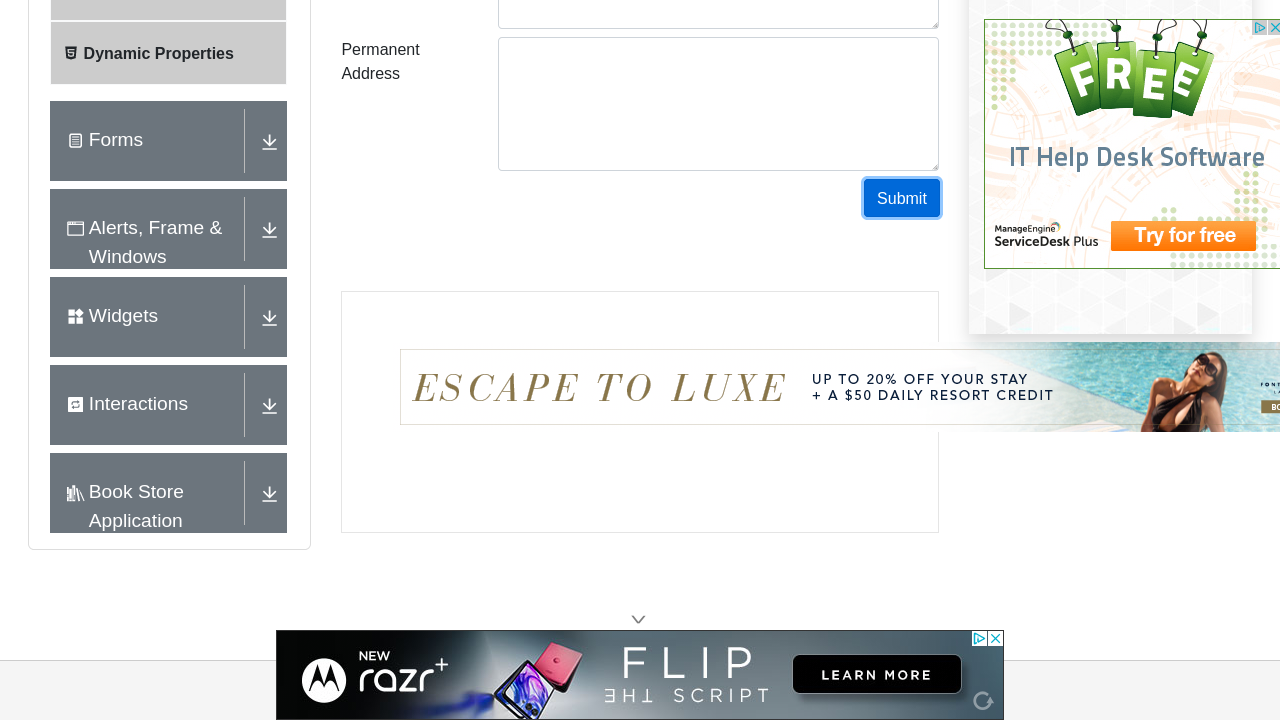 Dynamic Properties
Forms
Alerts, Frame &
Windows
Widgets
Interactions
Book Store
Application
Permanent
Address
Submit
FREE
IT Help Desk Software
ManageEngine
ServiceDesk Plus
Try for free
ESCAPE TO LUXE
UP TO 20% OFF YOUR STAY
+ A $50 DAILY RESORT CREDIT
NEW
razr+
FLIP
THE SCRIPT
LEARN MORE